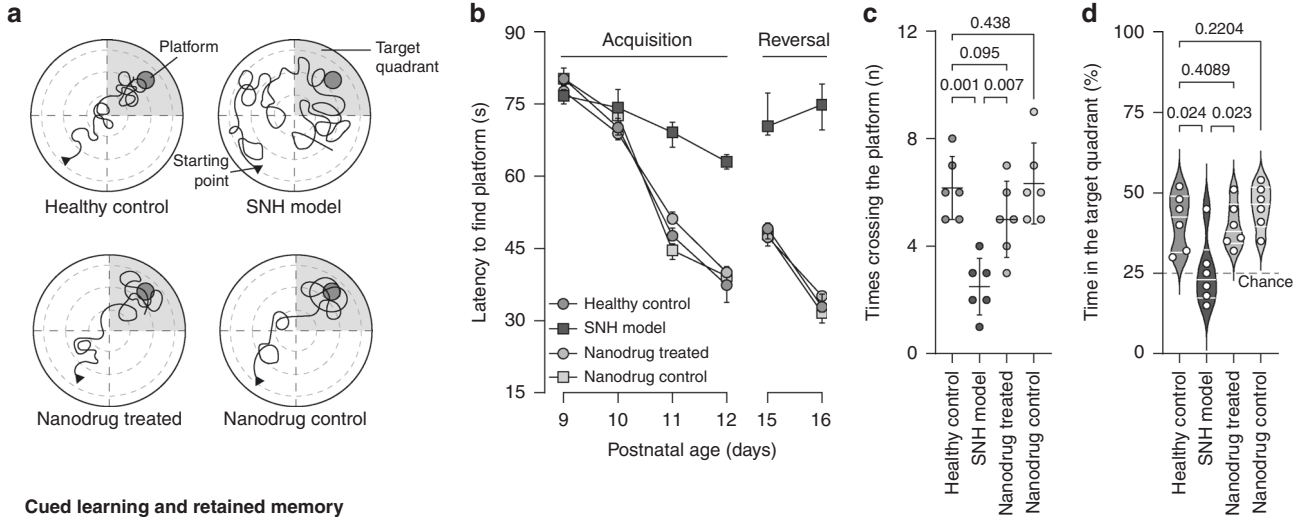 a
Platform
Target
quadrant
Starting
point
Healthy control
SNH model
Nanodrug treated
Nanodrug control
Cued learning and retained memory
b
90
75
60
45
30
15
Latency to find platform (s)
Acquisition
Reversal
Healthy control
SNH model
Nanodrug treated
Nanodrug control
9
10
11
12
15
16
Postnatal age (days)
c
12
8
4
0
Times crossing the platform (n)
0.438
0.095
0.001
0.007
Healthy control
SNH model
Nanodrug treated
Nanodrug control
d
100
75
50
25
0
Time in the target quadrant (%)
0.2204
0.4089
0.024
0.023
Chance
Healthy control
SNH model
Nanodrug treated
Nanodrug control